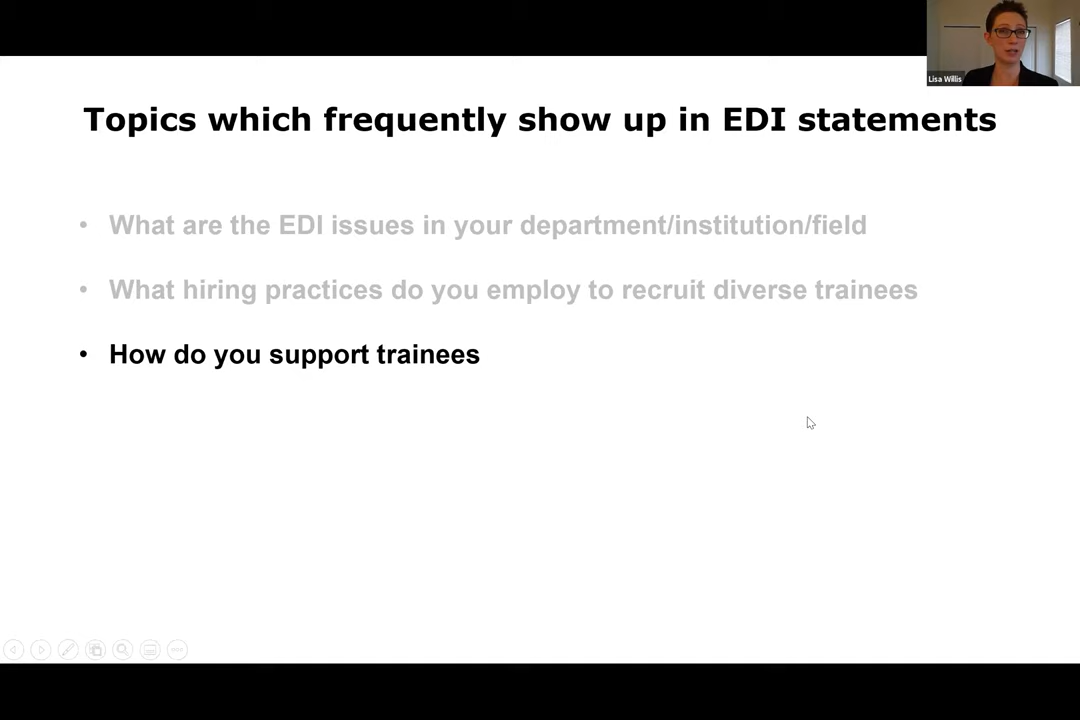 Lisa Willis
Topics which frequently show up in EDI statements
• What are the EDI issues in your department/institution/field
• What hiring practices do you employ to recruit diverse trainees
• How do you support trainees